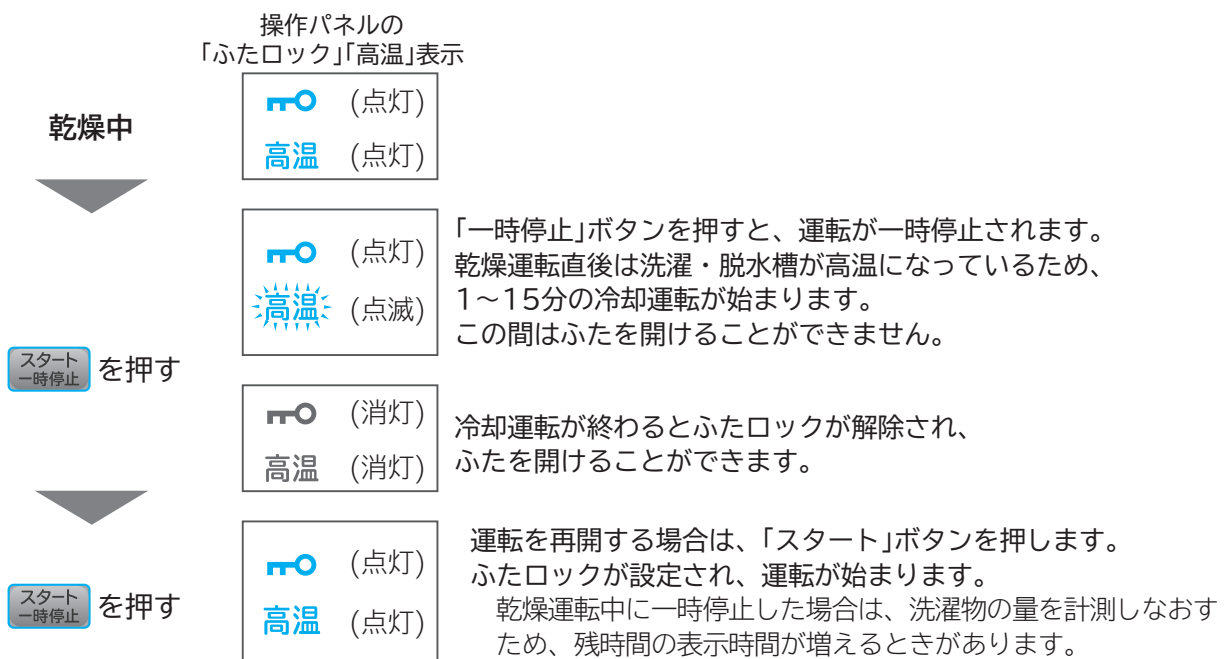 操作パネルの
「ふたロック」「高温」表示
乾燥中
(点灯)
高温 (点灯)
(点灯)
高温 (点滅)
「一時停止」ボタンを押すと、運転が一時停止されます。
乾燥運転直後は洗濯・脱水槽が高温になっているため、
1～15分の冷却運転が始まります。
この間はふたを開けることができません。
スタート
一時停止 を押す
(消灯)
高温 (消灯)
冷却運転が終わるとふたロックが解除され、
ふたを開けることができます。
(点灯)
高温 (点灯)
スタート
一時停止 を押す
運転を再開する場合は、「スタート」ボタンを押します。
ふたロックが設定され、運転が始まります。
乾燥運転中に一時停止した場合は、洗濯物の量を計測しなおす
ため、残時間の表示時間が増えるときがあります。